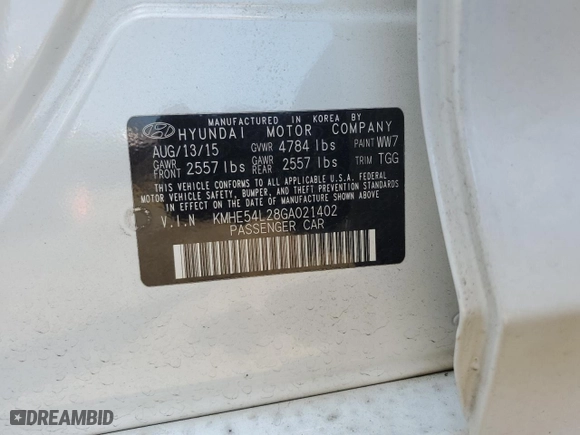 MANUFACTURED IN KOREA BY
HYUNDAI MOTOR COMPANY
AUG/13/15 GVWR 4784 lbs PAINT WW7
GAWR FRONT 2557 lbs GAWR REAR 2557 lbs TRIM TGG
THIS VEHICLE CONFORMS TO ALL APPLICABLE U.S.A. FEDERAL
MOTOR VEHICLE SAFETY, BUMPER, AND THEFT PREVENTION STANDARDS
IN EFFECT ON THE DATE OF MANUFACTURE SHOWN ABOVE
V.I.N KMHE54L28GA021402
PASSENGER CAR
DREAMBID